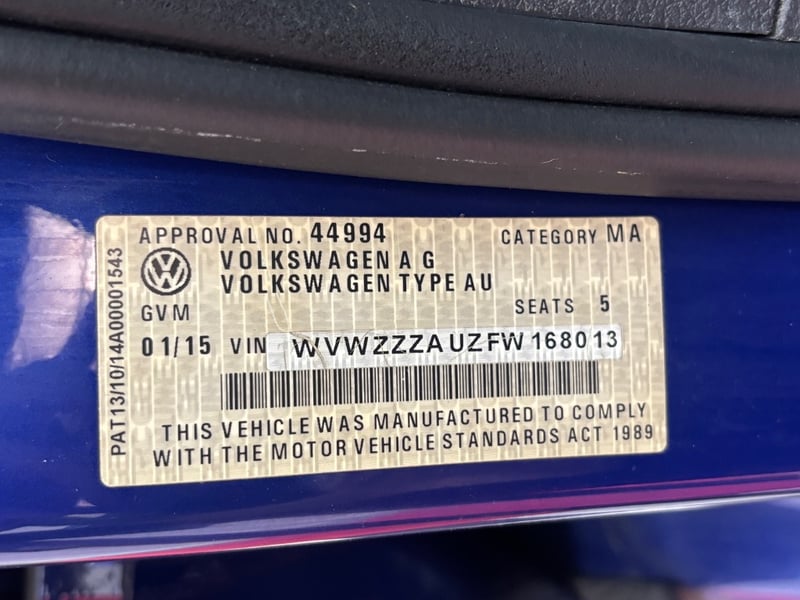 APPROVAL NO. 44994 CATEGORY MA
VOLKSWAGEN A G
VOLKSWAGEN TYPE AU
GVM SEATS 5
01/15 VIN WVWZZZAUZFW168013
THIS VEHICLE WAS MANUFACTURED TO COMPLY
WITH THE MOTOR VEHICLE STANDARDS ACT 1989
PAT13/10/14A00001543